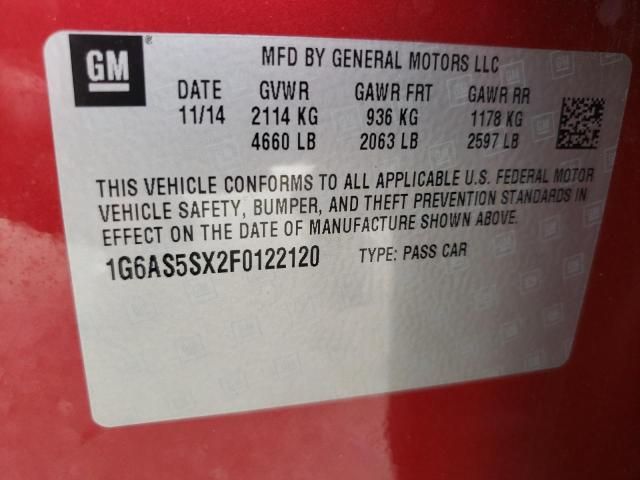 GM
MFD BY GENERAL MOTORS LLC
DATE GVWR GAWR FRT GAWR RR
11/14 2114 KG 936 KG 1178 KG
4660 LB 2063 LB 2597 LB
THIS VEHICLE CONFORMS TO ALL APPLICABLE U.S. FEDERAL MOTOR
VEHICLE SAFETY, BUMPER, AND THEFT PREVENTION STANDARDS IN
EFFECT ON THE DATE OF MANUFACTURE SHOWN ABOVE.
1G6AS5SX2F0122120 TYPE: PASS CAR